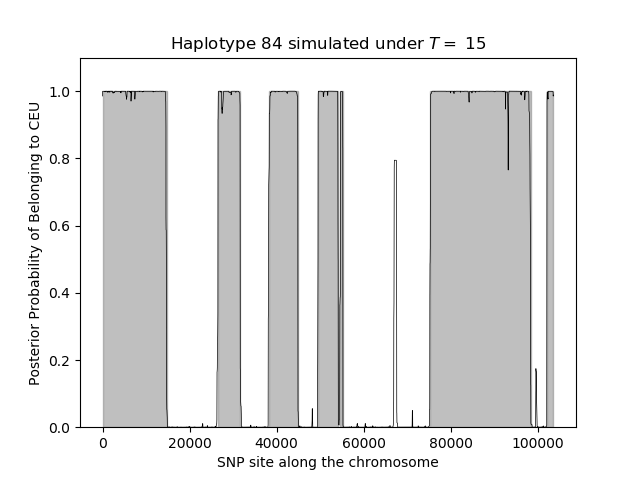 Haplotype 84 simulated under T = 15
Posterior Probability of Belonging to CEU
1.0
0.8
0.6
0.4
0.2
0.0
0 20000 40000 60000 80000 100000
SNP site along the chromosome